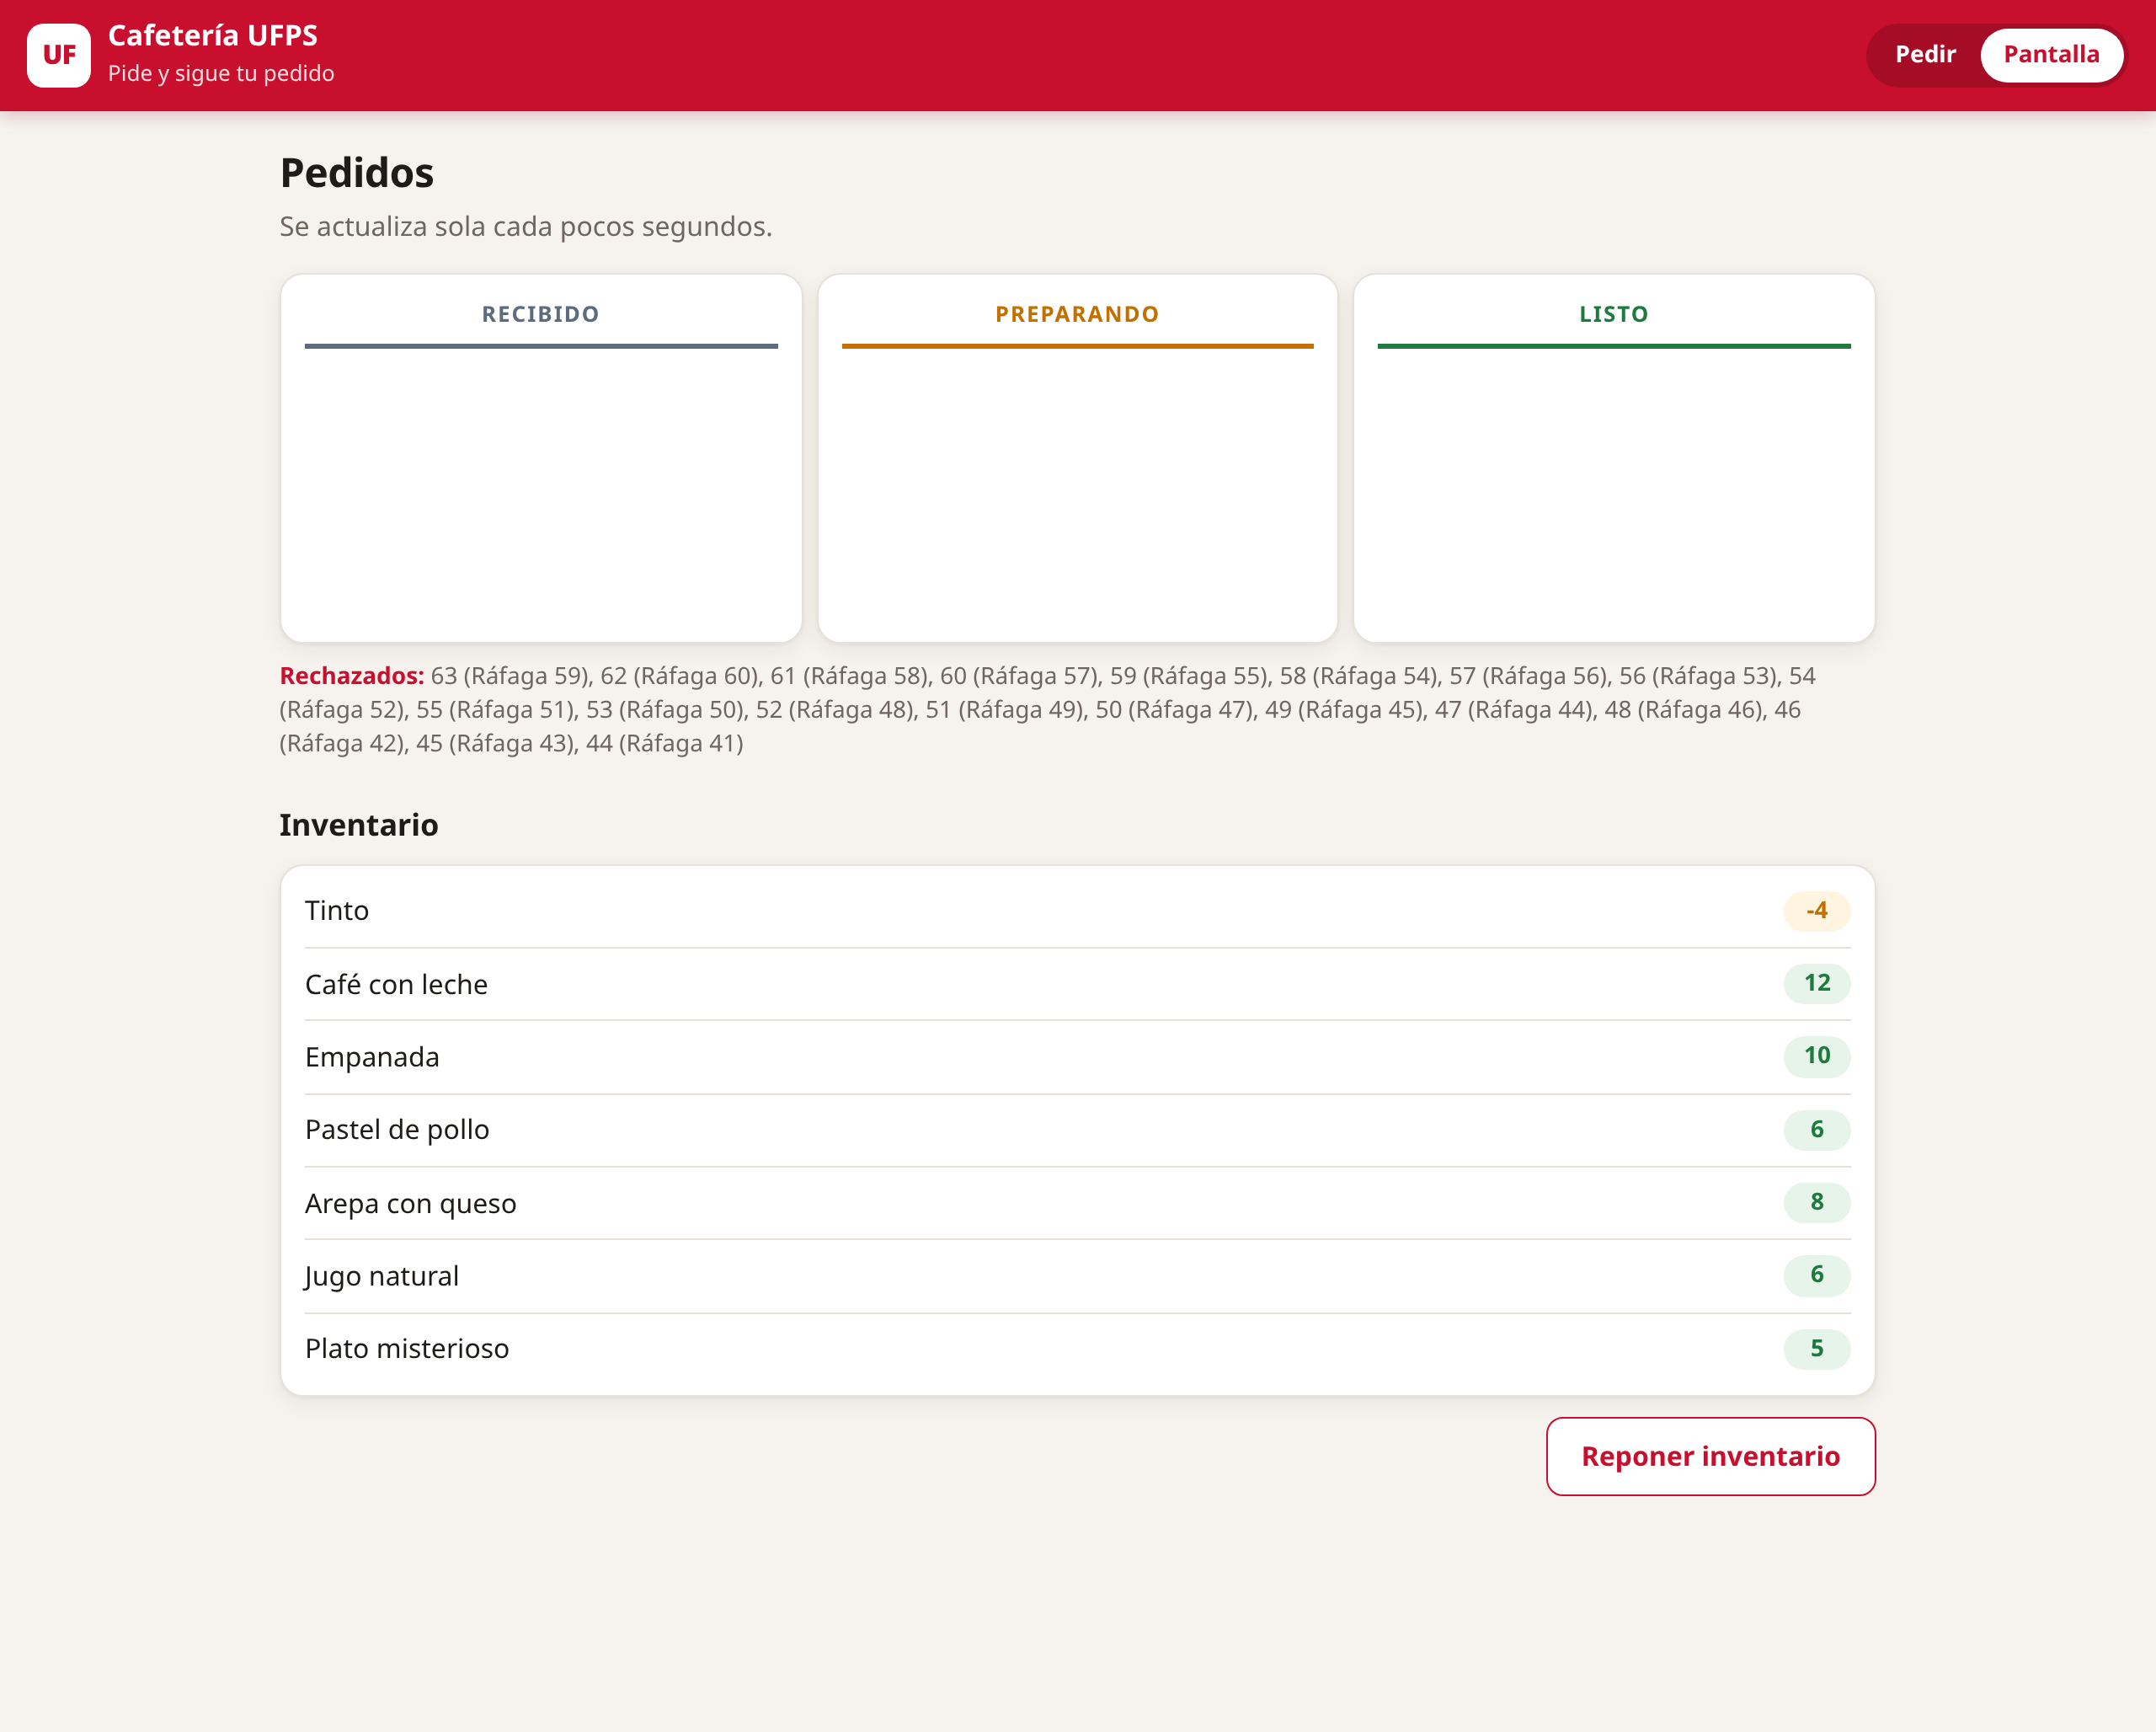 UF
Cafetería UFPS
Pide y sigue tu pedido
Pedir
Pantalla
Pedidos
Se actualiza sola cada pocos segundos.
RECIBIDO
PREPARANDO
LISTO
Rechazados: 63 (Ráfaga 59), 62 (Ráfaga 60), 61 (Ráfaga 58), 60 (Ráfaga 57), 59 (Ráfaga 55), 58 (Ráfaga 54), 57 (Ráfaga 56), 56 (Ráfaga 53), 54
(Ráfaga 52), 55 (Ráfaga 51), 53 (Ráfaga 50), 52 (Ráfaga 48), 51 (Ráfaga 49), 50 (Ráfaga 47), 49 (Ráfaga 45), 47 (Ráfaga 44), 48 (Ráfaga 46), 46
(Ráfaga 42), 45 (Ráfaga 43), 44 (Ráfaga 41)
Inventario
Tinto -4
Café con leche 12
Empanada 10
Pastel de pollo 6
Arepa con queso 8
Jugo natural 6
Plato misterioso 5
Reponer inventario